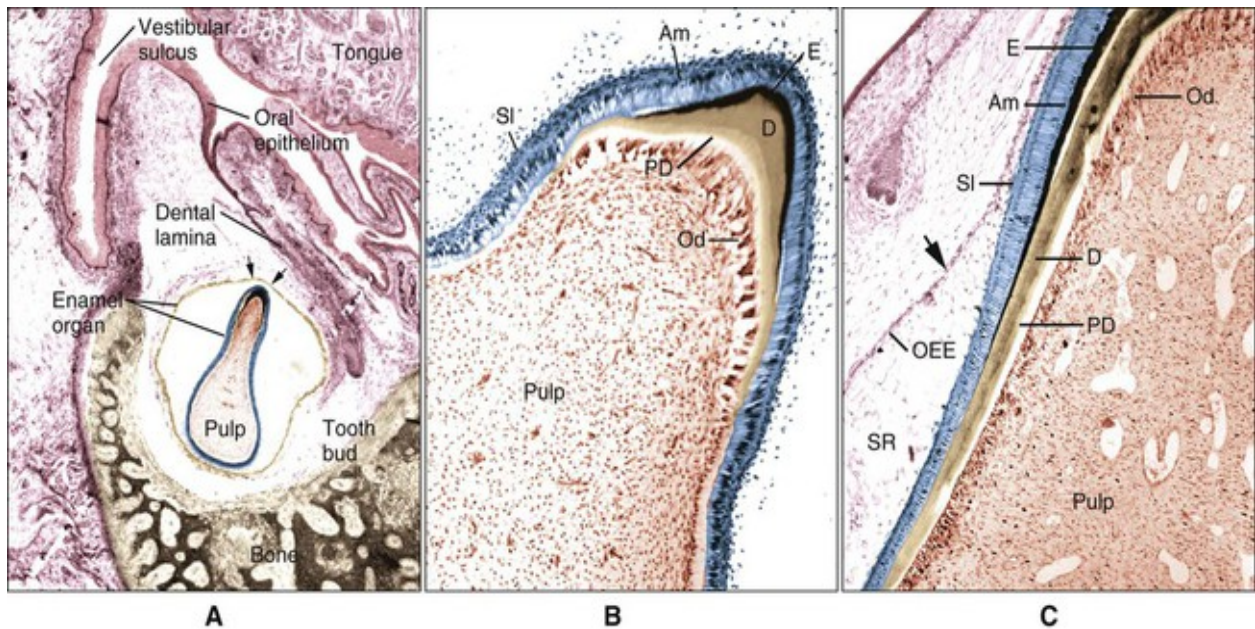 Vestibular
sulcus
Tongue
Oral
epithelium
Dental
lamina
Enamel
organ
Pulp
Tooth
bud
Bone
A
Am
E
SI
D
PD
Od
Pulp
B
E
Am
Od
SI
D
PD
OEE
SR
Pulp
C